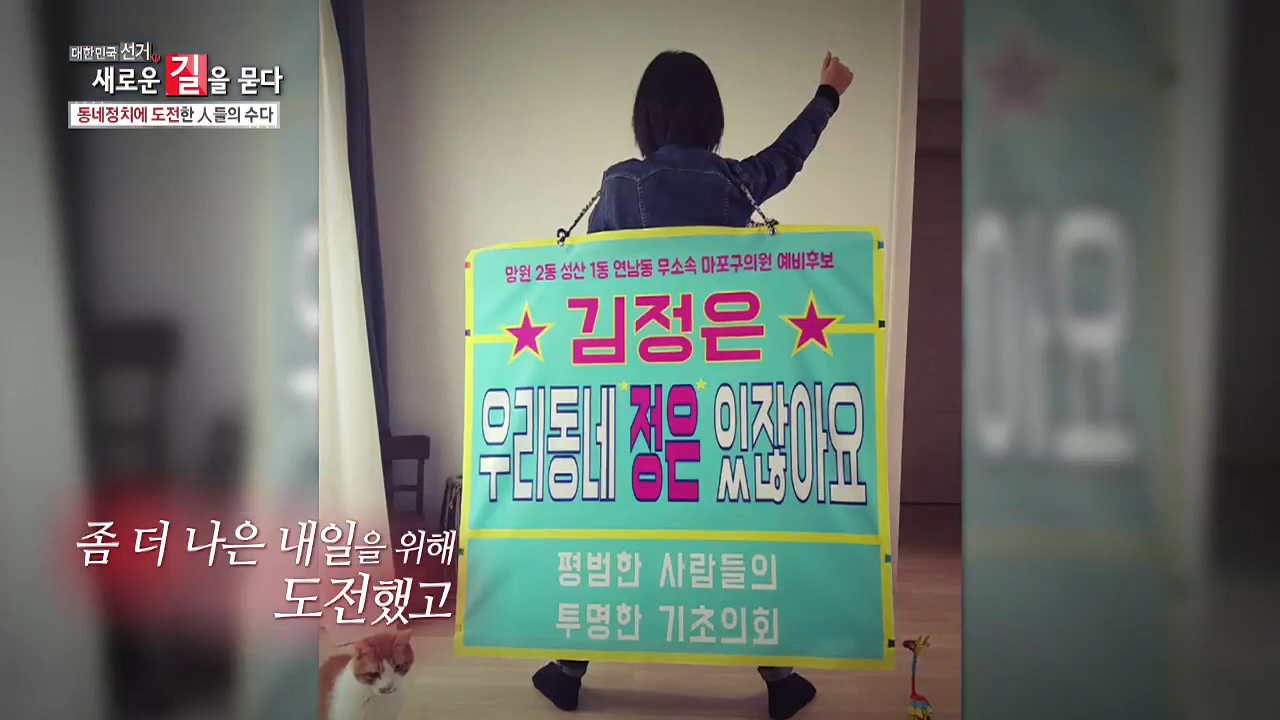 대한민국 선거
새로운 길을 묻다
동네정치에 도전한 人들의 수다
망원 2동 성산 1동 연남동 무소속 마포구의원 예비후보
김정은
우리동네 정은 있잖아요
평범한 사람들의
투명한 기초의회
좀 더 나은 내일을 위해
도전했고